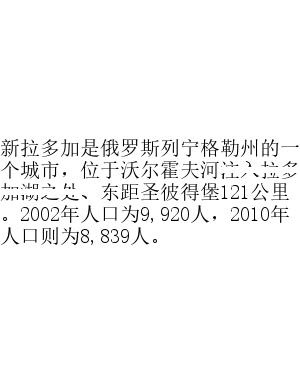 新拉多加是俄罗斯列宁格勒州的一
个城市，位于沃尔霍夫河注入拉多
加湖之处、东距圣彼得堡121公里
。2002年人口为9,920人，2010年
人口则为8,839人。